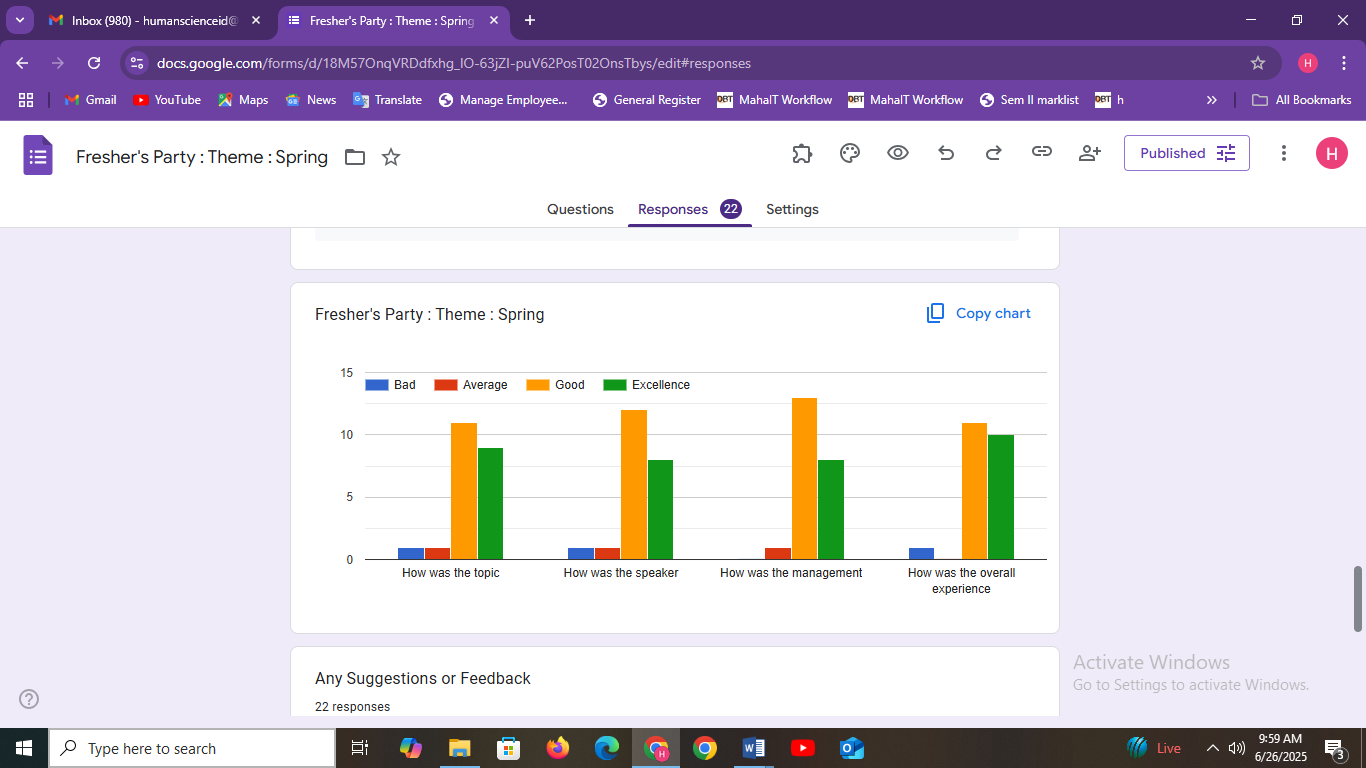 Inbox (980) - humanscienceid@
Fresher's Party : Theme : Spring
docs.google.com/forms/d/18M57OnqVRDdfxhg_lO-63jZI-puV62PosT02OnsTbys/edit#responses
H
Gmail
YouTube
Maps
News
Translate
Manage Employee...
General Register
DBT MahaIT Workflow
DBT MahaIT Workflow
Sem II marklist
DBT h
All Bookmarks
Fresher's Party : Theme : Spring
Published
H
Questions
Responses 22
Settings
Fresher's Party : Theme : Spring
Copy chart
15
Bad
Average
Good
Excellence
10
5
0
How was the topic
How was the speaker
How was the management
How was the overall
experience
Any Suggestions or Feedback
22 responses
Activate Windows
Go to Settings to activate Windows.
Type here to search
H
Live
9:59 AM
6/26/2025
3